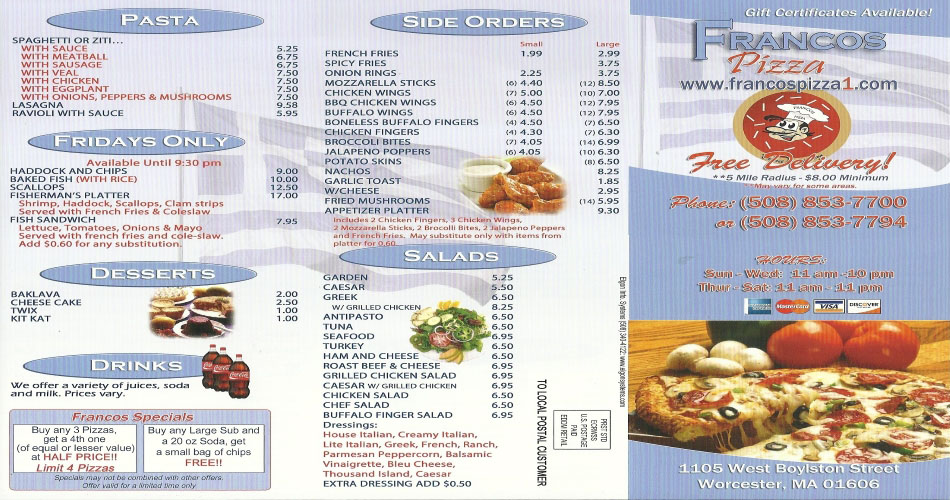 PASTA
SPAGHETTI OR ZITI...
WITH SAUCE 5.25
WITH MEATBALL 6.75
WITH SAUSAGE 6.75
WITH VEAL 7.50
WITH CHICKEN 7.50
WITH EGGPLANT 7.50
WITH ONIONS, PEPPERS & MUSHROOMS 7.50
LASAGNA 9.58
RAVIOLI WITH SAUCE 5.95
FRIDAYS ONLY
Available Until 9:30 pm
HADDOCK AND CHIPS 9.00
BAKED FISH (WITH RICE) 10.00
SCALLOPS 12.50
FISHERMAN'S PLATTER 17.00
Shrimp, Haddock, Scallops, Clam strips
Served with French Fries & Coleslaw
FISH SANDWICH 7.95
Lettuce, Tomatoes, Onions & Mayo
Served with french fries and cole-slaw.
Add $0.60 for any substitution.
DESSERTS
BAKLAVA 2.00
CHEESE CAKE 2.50
TWIX 1.00
KIT KAT 1.00
DRINKS
We offer a variety of juices, soda
and milk. Prices vary.
Francos Specials
Buy any 3 Pizzas,
get a 4th one
(of equal or lesser value)
at HALF PRICE!!
Limit 4 Pizzas
Buy any Large Sub and
a 20 oz Soda, get
a small bag of chips
FREE!!
Specials may not be combined with other offers.
Offer valid for a limited time only
SIDE ORDERS
Small Large
FRENCH FRIES 1.99 2.99
SPICY FRIES 3.75
ONION RINGS 2.25 3.75
MOZZARELLA STICKS (6) 4.40 (12) 8.50
CHICKEN WINGS (7) 5.00 (10) 7.00
BBQ CHICKEN WINGS (6) 4.50 (12) 7.95
BUFFALO WINGS (6) 4.50 (12) 7.95
BONELESS BUFFALO FINGERS (4) 4.50 (7) 6.50
CHICKEN FINGERS (4) 4.30 (7) 6.30
BROCCOLI BITES (7) 4.05 (14) 6.99
JALAPENO POPPERS (6) 4.05 (10) 6.30
POTATO SKINS (8) 6.50
NACHOS 8.25
GARLIC TOAST 1.85
W/CHEESE 2.95
FRIED MUSHROOMS (14) 5.95
APPETIZER PLATTER 9.30
Includes 2 Chicken Fingers, 3 Chicken Wings,
2 Mozzarella Sticks, 2 Brocolli Bites, 2 Jalapeno Peppers
and French Fries. May substitute only with items from
platter for 0.60.
SALADS
GARDEN 5.25
CAESAR 5.50
GREEK 6.50
W/ GRILLED CHICKEN 8.25
ANTIPASTO 6.50
TUNA 6.50
SEAFOOD 6.95
TURKEY 6.50
HAM AND CHEESE 6.50
ROAST BEEF & CHEESE 6.95
GRILLED CHICKEN SALAD 6.95
CAESAR W/ GRILLED CHICKEN 6.95
CHICKEN SALAD 6.95
CHEF SALAD 6.50
BUFFALO FINGER SALAD 6.95
Dressings:
House Italian, Creamy Italian,
Lite Italian, Greek, French, Ranch,
Parmesan Peppercorn, Balsamic
Vinaigrette, Bleu Cheese,
Thousand Island, Caesar
EXTRA DRESSING ADD $0.50
TO LOCAL POSTAL CUSTOMER
PRST STD
ECRWSS
U.S. POSTAGE
PAID
EDDM RETAIL
Gift Certificates Available!
FRANCOS
Pizza
www.francospizza1.com
Free Delivery!
**5 Mile Radius - $8.00 Minimum
**May vary for some areas.
Phone: (508) 853-7700
or (508) 853-7794
HOURS:
Sun - Wed: 11 am -10 pm
Thur - Sat: 11 am - 11 pm
MasterCard
VISA
DISCOVER
1105 West Boylston Street
Worcester, MA 01606